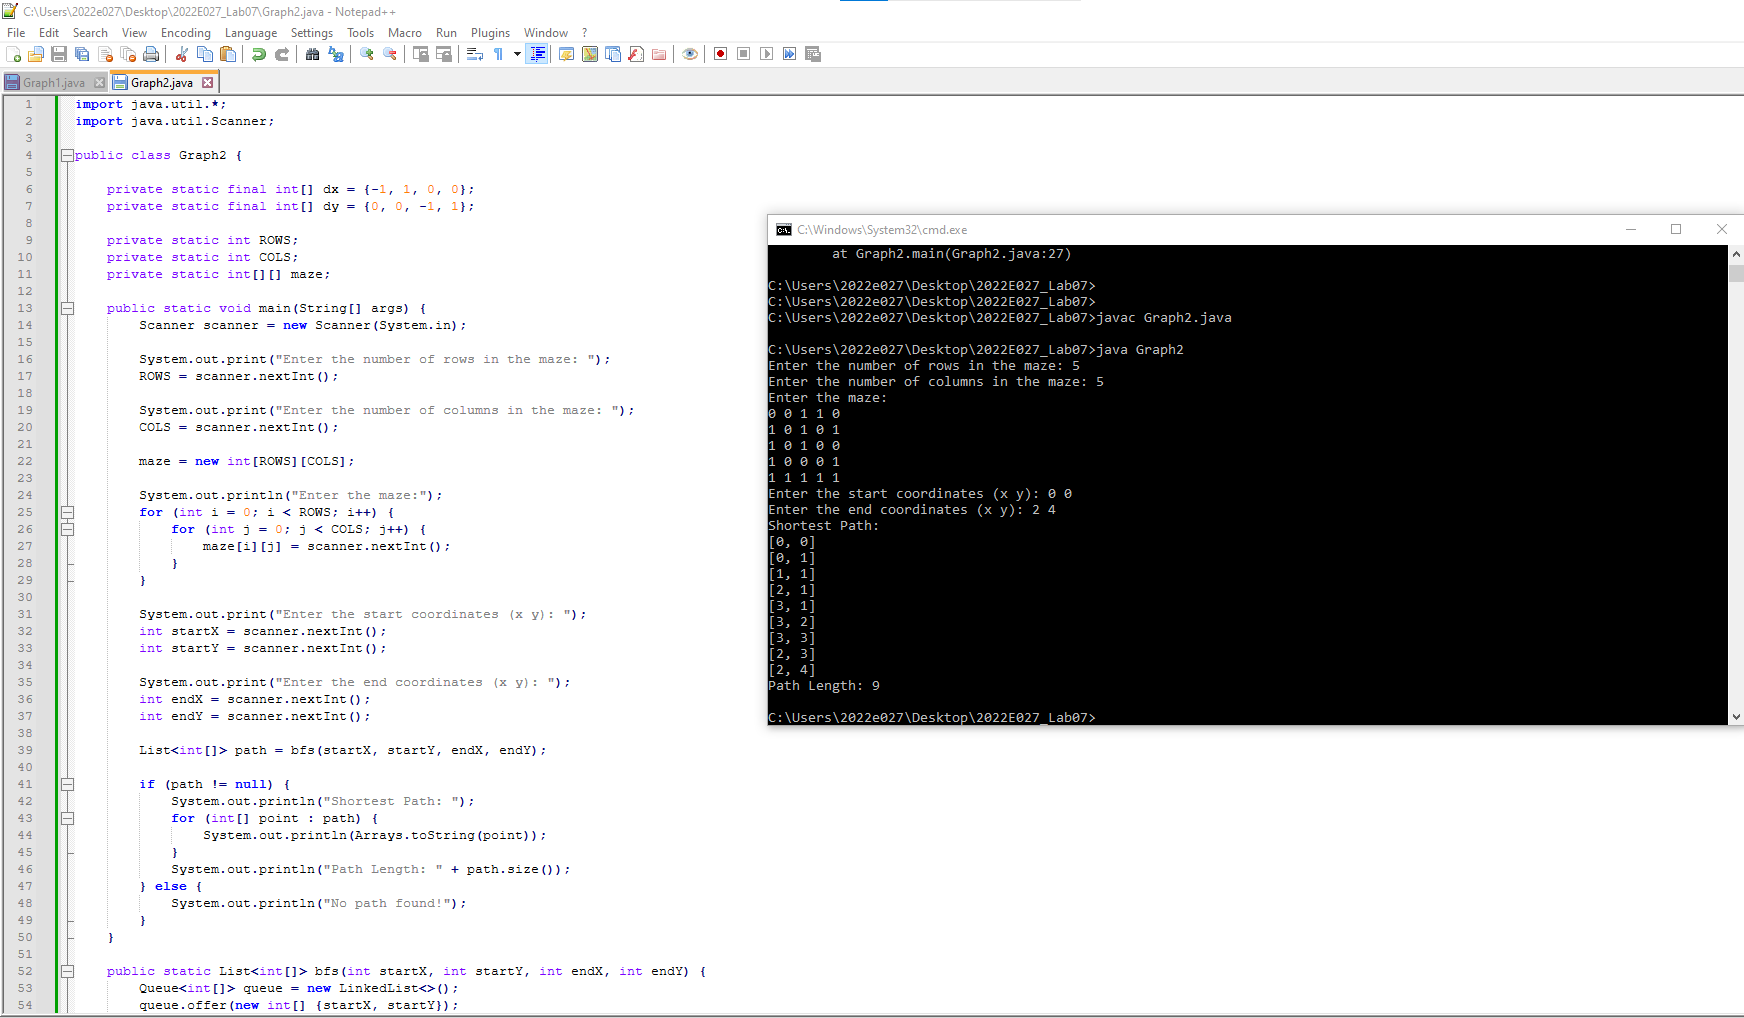 C:\Users\2022e027\Desktop\2022E027_Lab07\Graph2.java - Notepad++
File Edit Search View Encoding Language Settings Tools Macro Run Plugins Window ?
Graph1.java Graph2.java
1 import java.util.*;
2 import java.util.Scanner;
3
4 public class Graph2 {
5
6 private static final int[] dx = {-1, 1, 0, 0};
7 private static final int[] dy = {0, 0, -1, 1};
8
9 private static int ROWS;
10 private static int COLS;
11 private static int[][] maze;
12
13 public static void main(String[] args) {
14 Scanner scanner = new Scanner(System.in);
15
16 System.out.print("Enter the number of rows in the maze: ");
17 ROWS = scanner.nextInt();
18
19 System.out.print("Enter the number of columns in the maze: ");
20 COLS = scanner.nextInt();
21
22 maze = new int[ROWS][COLS];
23
24 System.out.println("Enter the maze:");
25 for (int i = 0; i < ROWS; i++) {
26 for (int j = 0; j < COLS; j++) {
27 maze[i][j] = scanner.nextInt();
28 }
29 }
30
31 System.out.print("Enter the start coordinates (x y): ");
32 int startX = scanner.nextInt();
33 int startY = scanner.nextInt();
34
35 System.out.print("Enter the end coordinates (x y): ");
36 int endX = scanner.nextInt();
37 int endY = scanner.nextInt();
38
39 List<int[]> path = bfs(startX, startY, endX, endY);
40
41 if (path != null) {
42 System.out.println("Shortest Path: ");
43 for (int[] point : path) {
44 System.out.println(Arrays.toString(point));
45 }
46 System.out.println("Path Length: " + path.size());
47 } else {
48 System.out.println("No path found!");
49 }
50 }
51
52 public static List<int[]> bfs(int startX, int startY, int endX, int endY) {
53 Queue<int[]> queue = new LinkedList<>();
54 queue.offer(new int[] {startX, startY});
C:\Windows\System32\cmd.exe
at Graph2.main(Graph2.java:27)
C:\Users\2022e027\Desktop\2022E027_Lab07>
C:\Users\2022e027\Desktop\2022E027_Lab07>
C:\Users\2022e027\Desktop\2022E027_Lab07>javac Graph2.java
C:\Users\2022e027\Desktop\2022E027_Lab07>java Graph2
Enter the number of rows in the maze: 5
Enter the number of columns in the maze: 5
Enter the maze:
0 0 1 1 0
1 0 1 0 1
1 0 1 0 0
1 0 0 0 1
1 1 1 1 1
Enter the start coordinates (x y): 0 0
Enter the end coordinates (x y): 2 4
Shortest Path:
[0, 0]
[0, 1]
[1, 1]
[2, 1]
[3, 1]
[3, 2]
[3, 3]
[2, 3]
[2, 4]
Path Length: 9
C:\Users\2022e027\Desktop\2022E027_Lab07>